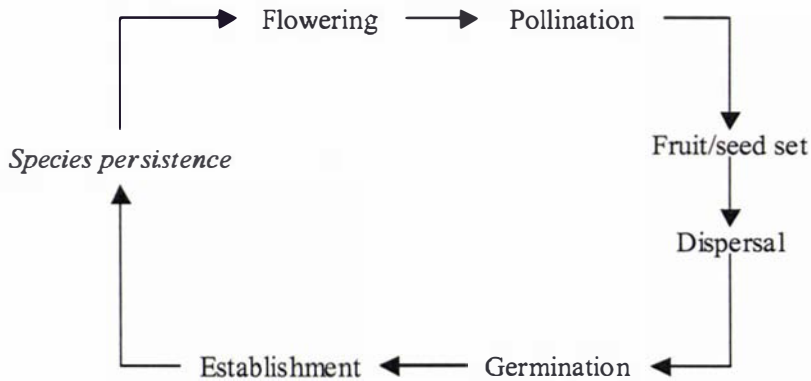 Flowering
Pollination
Fruit/seed set
Dispersal
Germination
Establishment
Species persistence